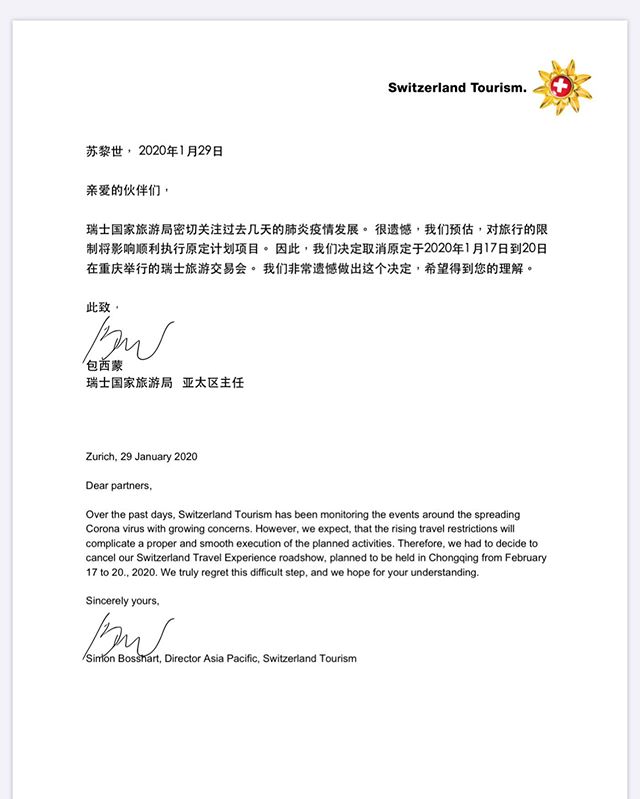 Switzerland Tourism.
苏黎世，2020年1月29日
亲爱的伙伴们，
瑞士国家旅游局密切关注过去几天的肺炎疫情发展。很遗憾，我们预估，对旅行的限
制将影响顺利执行原定计划项目。因此，我们决定取消原定于2020年1月17日到20日
在重庆举行的瑞士旅游交易会。我们非常遗憾做出这个决定，希望得到您的理解。
此致，
包西蒙
瑞士国家旅游局 亚太区主任
Zurich, 29 January 2020
Dear partners,
Over the past days, Switzerland Tourism has been monitoring the events around the spreading
Corona virus with growing concerns. However, we expect, that the rising travel restrictions will
complicate a proper and smooth execution of the planned activities. Therefore, we had to decide to
cancel our Switzerland Travel Experience roadshow, planned to be held in Chongqing from February
17 to 20., 2020. We truly regret this difficult step, and we hope for your understanding.
Sincerely yours,
Simon Bosshart, Director Asia Pacific, Switzerland Tourism